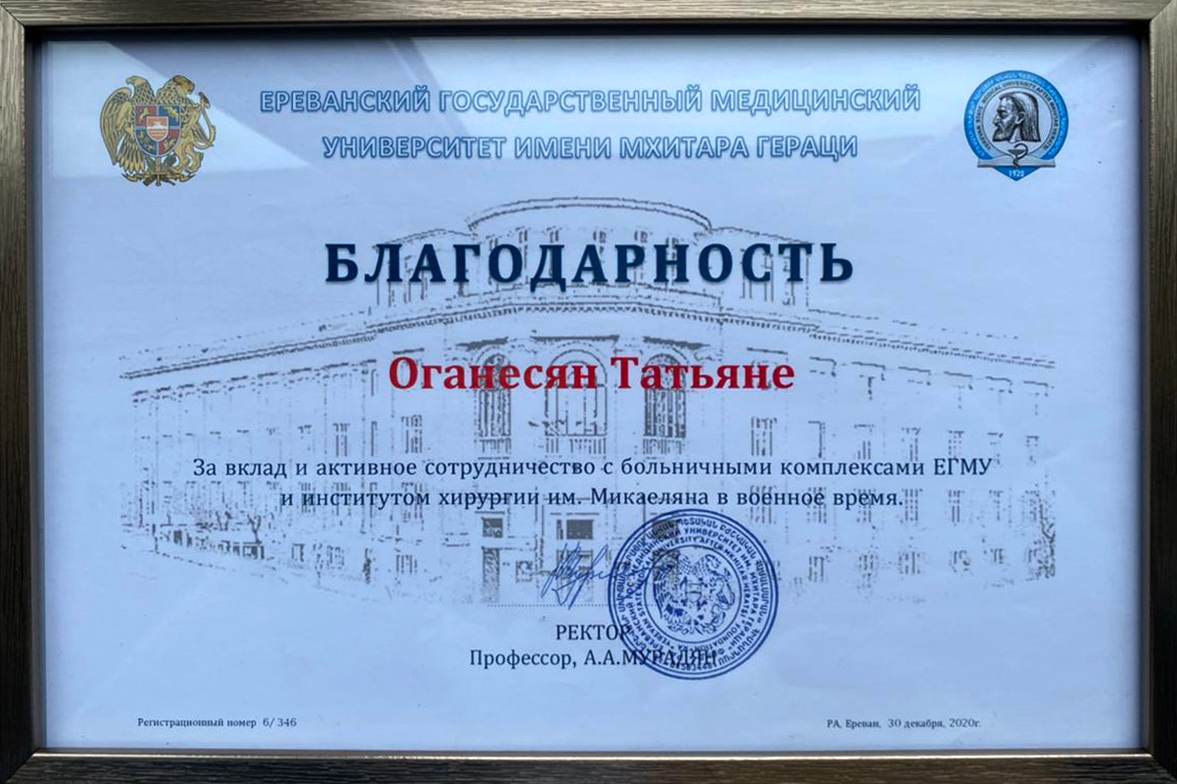 ЕРЕВАНСКИЙ ГОСУДАРСТВЕННЫЙ МЕДИЦИНСКИЙ
УНИВЕРСИТЕТ ИМЕНИ МХИТАРА ГЕРАЦИ
1920
БЛАГОДАРНОСТЬ
Оганесян Татьяне
За вклад и активное сотрудничество с больничными комплексами ЕГМУ
и институтом хирургии им. Микаеляна в военное время.
РЕКТОР
Профессор, А.А.МУРАДЯН
Регистрационный номер 6/ 346
РА, Ереван, 30 декабря, 2020г.